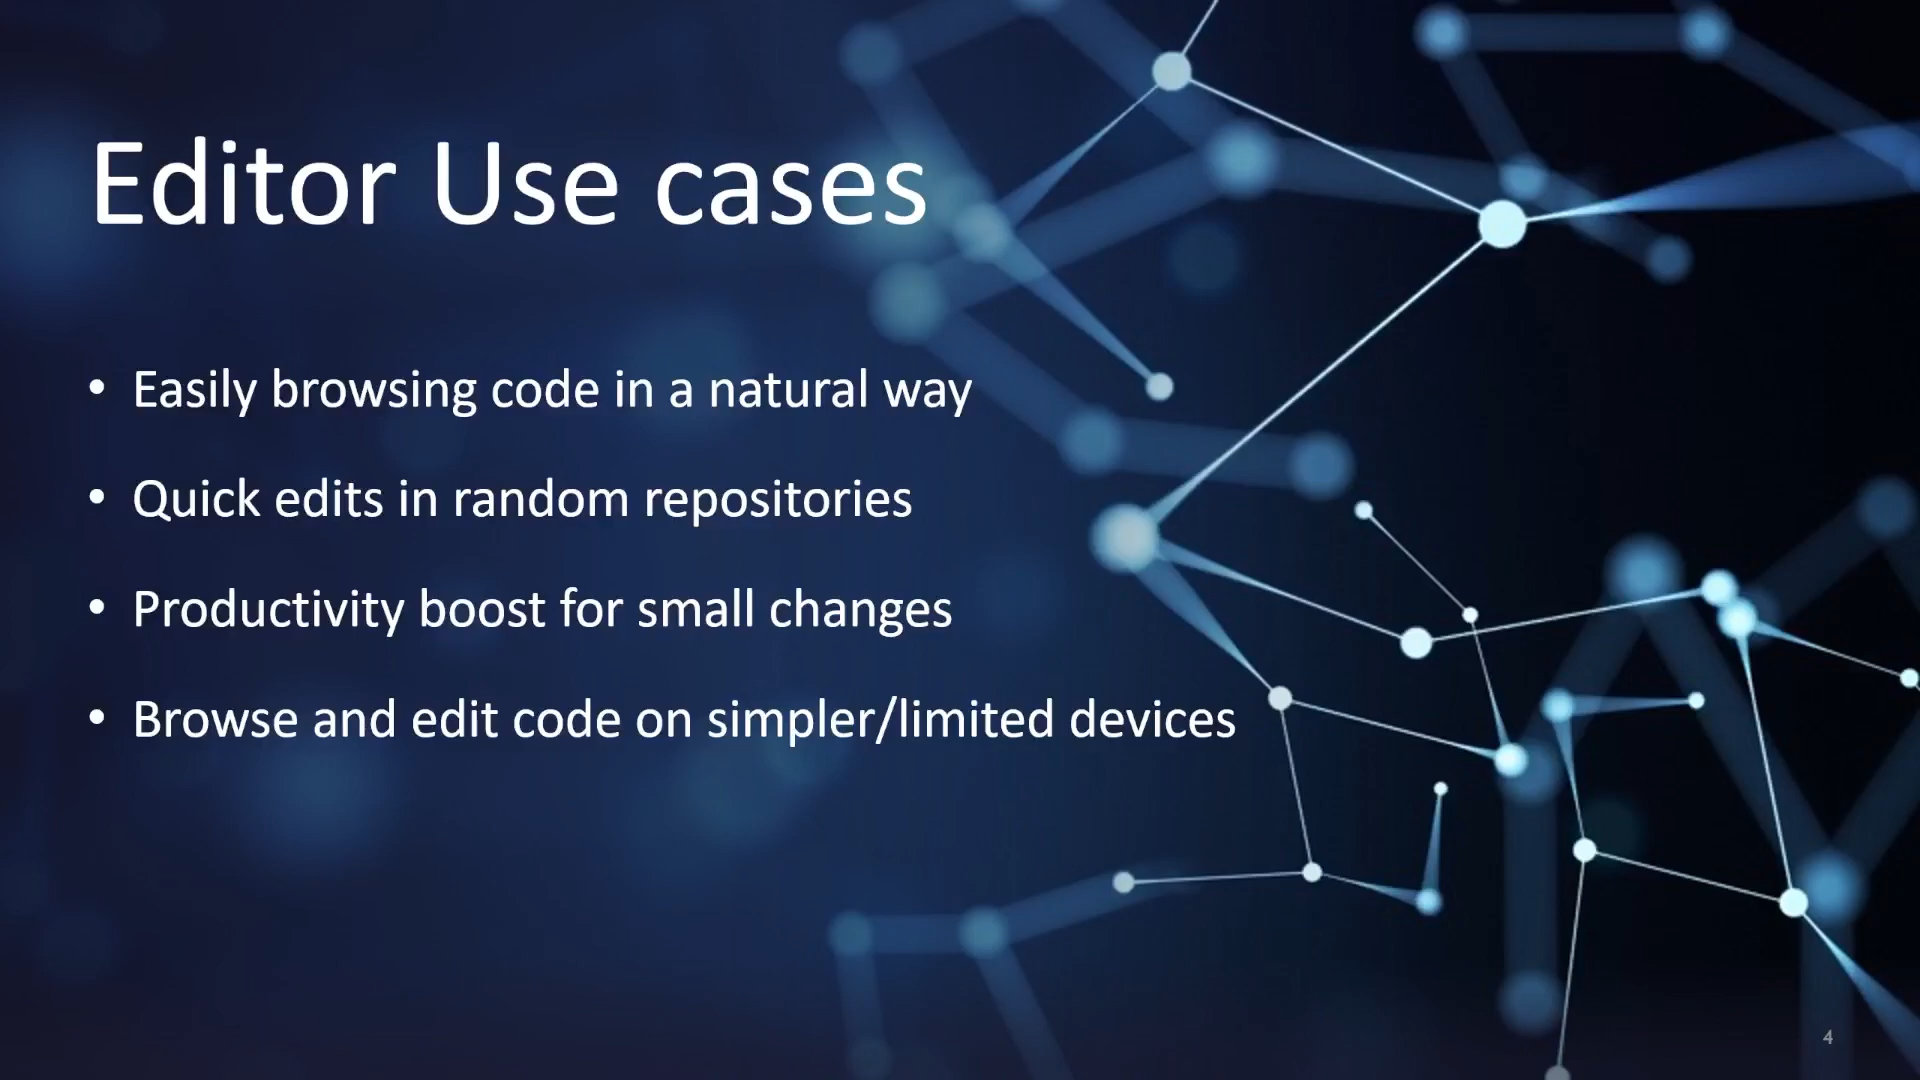 Editor Use cases
• Easily browsing code in a natural way
• Quick edits in random repositories
• Productivity boost for small changes
• Browse and edit code on simpler/limited devices
4